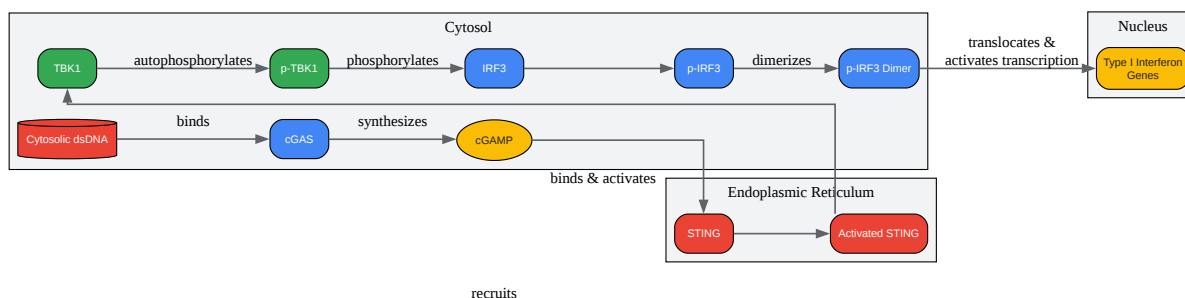 Cytosol
Nucleus
TBK1
autophosphorylates
p-TBK1
phosphorylates
IRF3
p-IRF3
dimerizes
p-IRF3 Dimer
translocates &
activates transcription
Type I Interferon
Genes
Cytosolic dsDNA
binds
cGAS
synthesizes
cGAMP
binds & activates
Endoplasmic Reticulum
STING
Activated STING
recruits